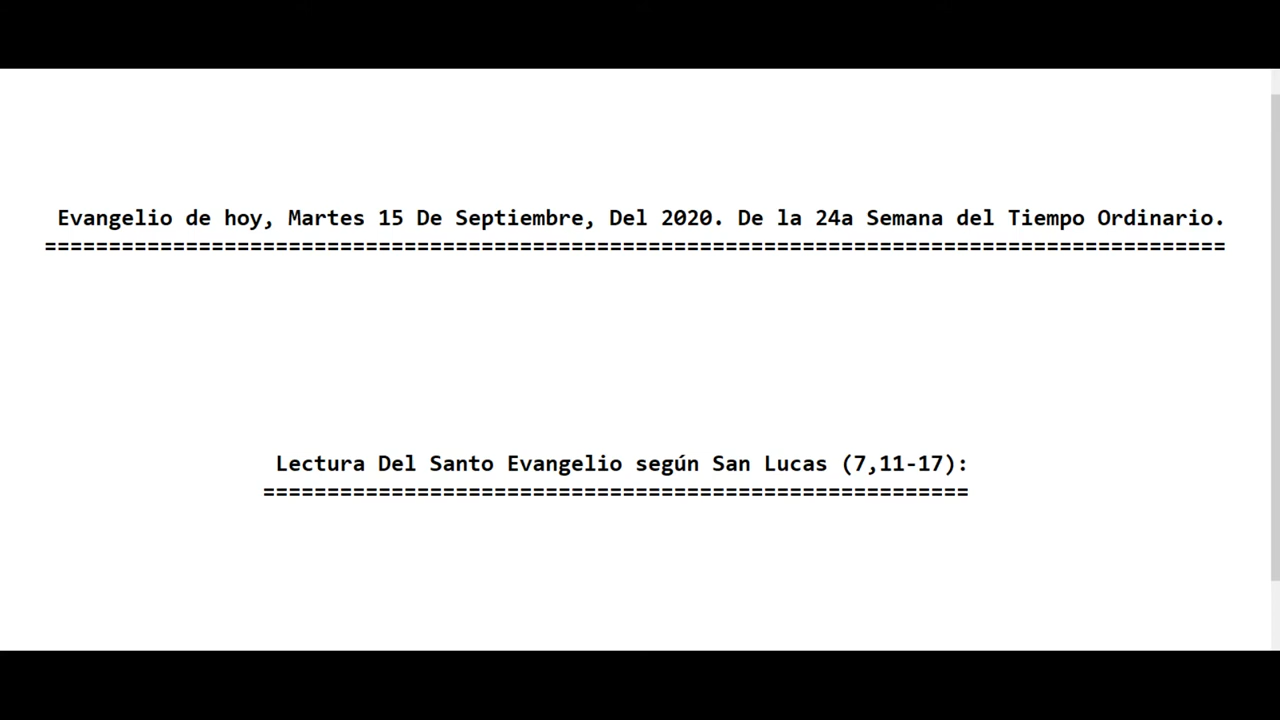 Evangelio de hoy, Martes 15 De Septiembre, Del 2020. De la 24a Semana del Tiempo Ordinario.
============================================================================================
Lectura Del Santo Evangelio según San Lucas (7,11-17):
=======================================================